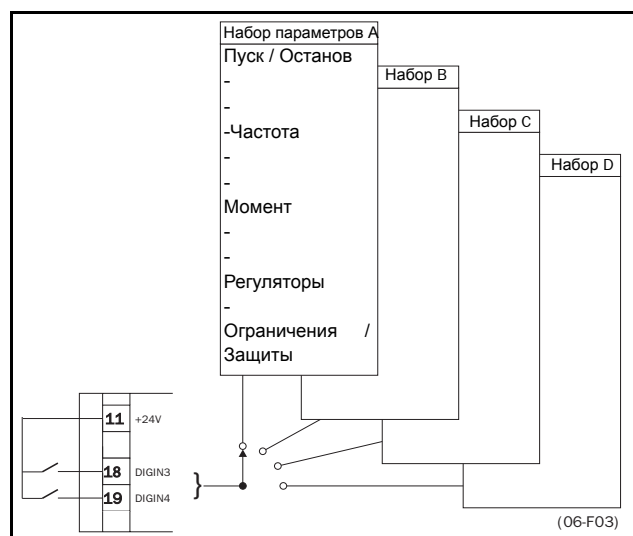 Набор параметров А
Пуск / Останов
-
-
-Частота
-
-
Момент
-
-
Регуляторы
-
Ограничения /
Защиты
Набор B
Набор C
Набор D
11 +24V
18 DIGIN3
19 DIGIN4
}
(06-F03)